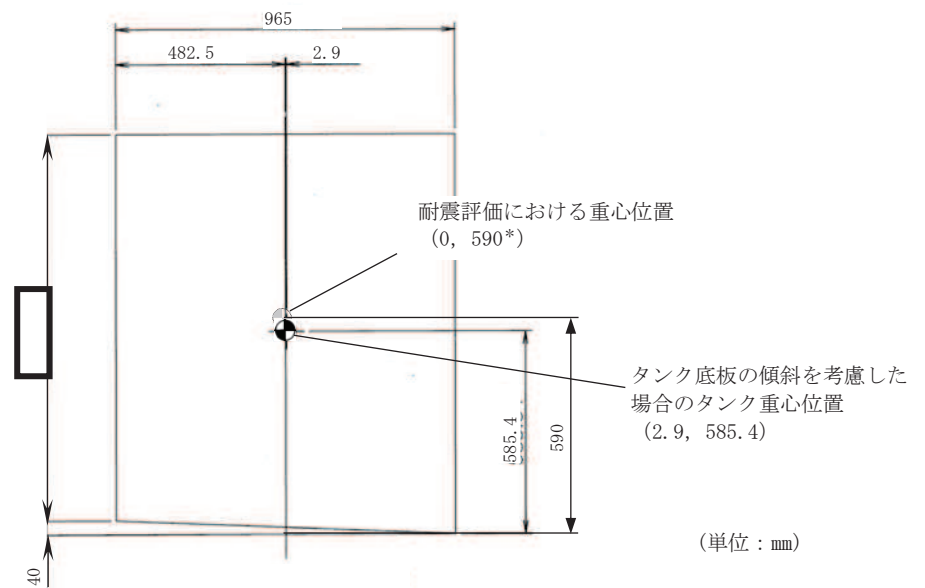 965
482.5
2.9
耐震評価における重心位置
(0, 590*)
タンク底板の傾斜を考慮した
場合のタンク重心位置
(2.9, 585.4)
585.4
590
(単位：mm)
40